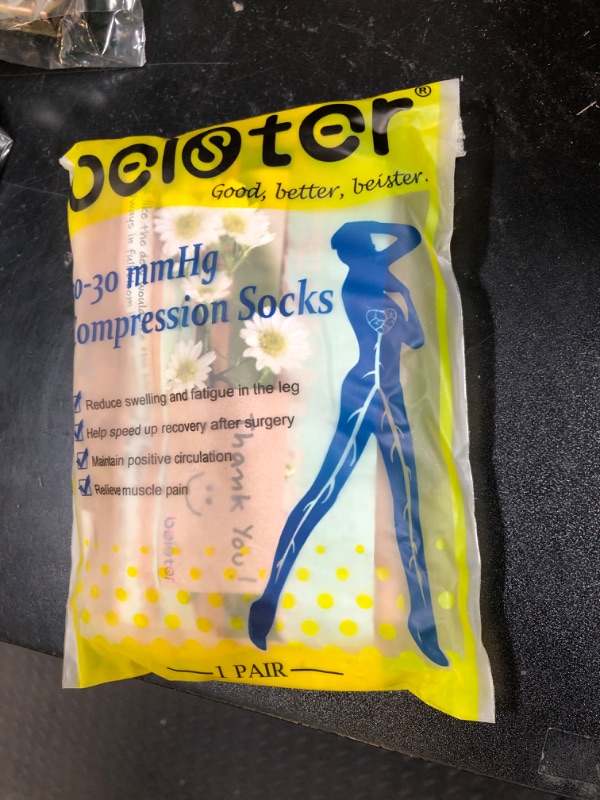 beister®
Good, better, beister.
0-30 mmHg
ompression Socks
Reduce swelling and fatigue in the leg
Help speed up recovery after surgery
Maintain positive circulation
Relieve muscle pain
Thank You!
beister
1 PAIR